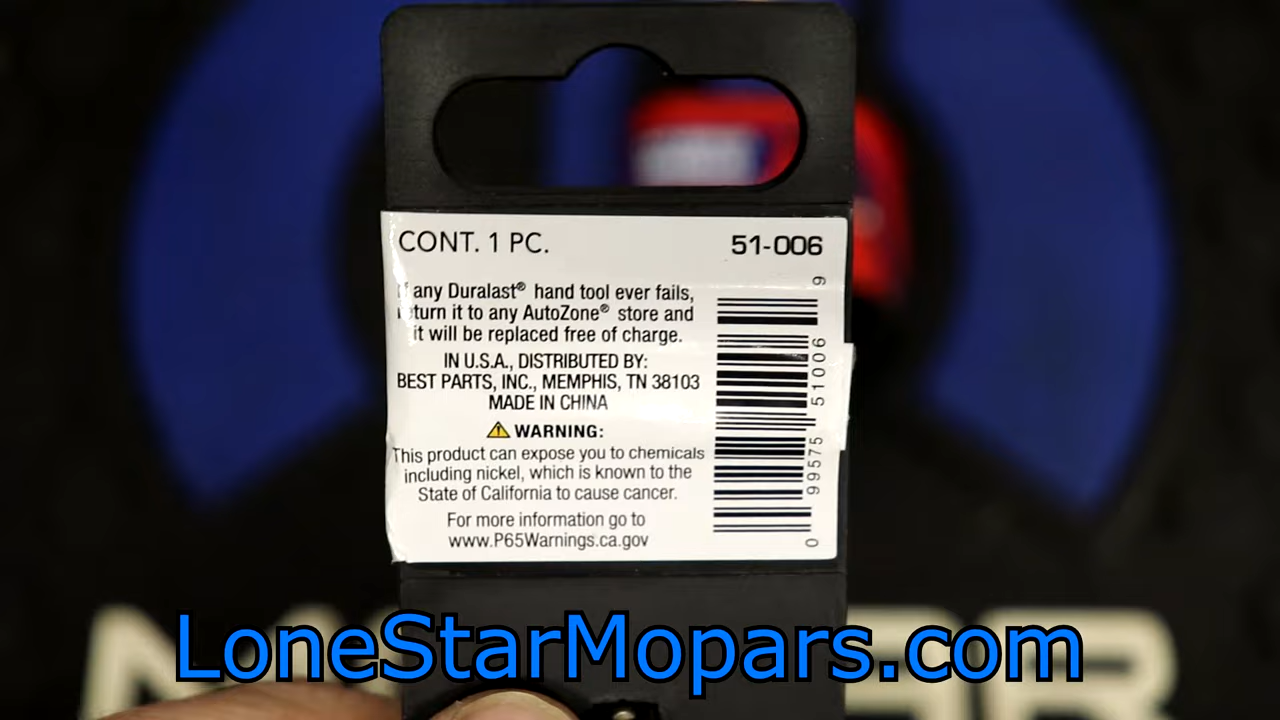 CONT. 1 PC.
51-006
If any Duralast® hand tool ever fails,
return it to any AutoZone® store and
it will be replaced free of charge.
IN U.S.A., DISTRIBUTED BY:
BEST PARTS, INC., MEMPHIS, TN 38103
MADE IN CHINA
WARNING:
This product can expose you to chemicals
including nickel, which is known to the
State of California to cause cancer.
For more information go to
www.P65Warnings.ca.gov
0 99575 51006 9
LoneStarMopars.com